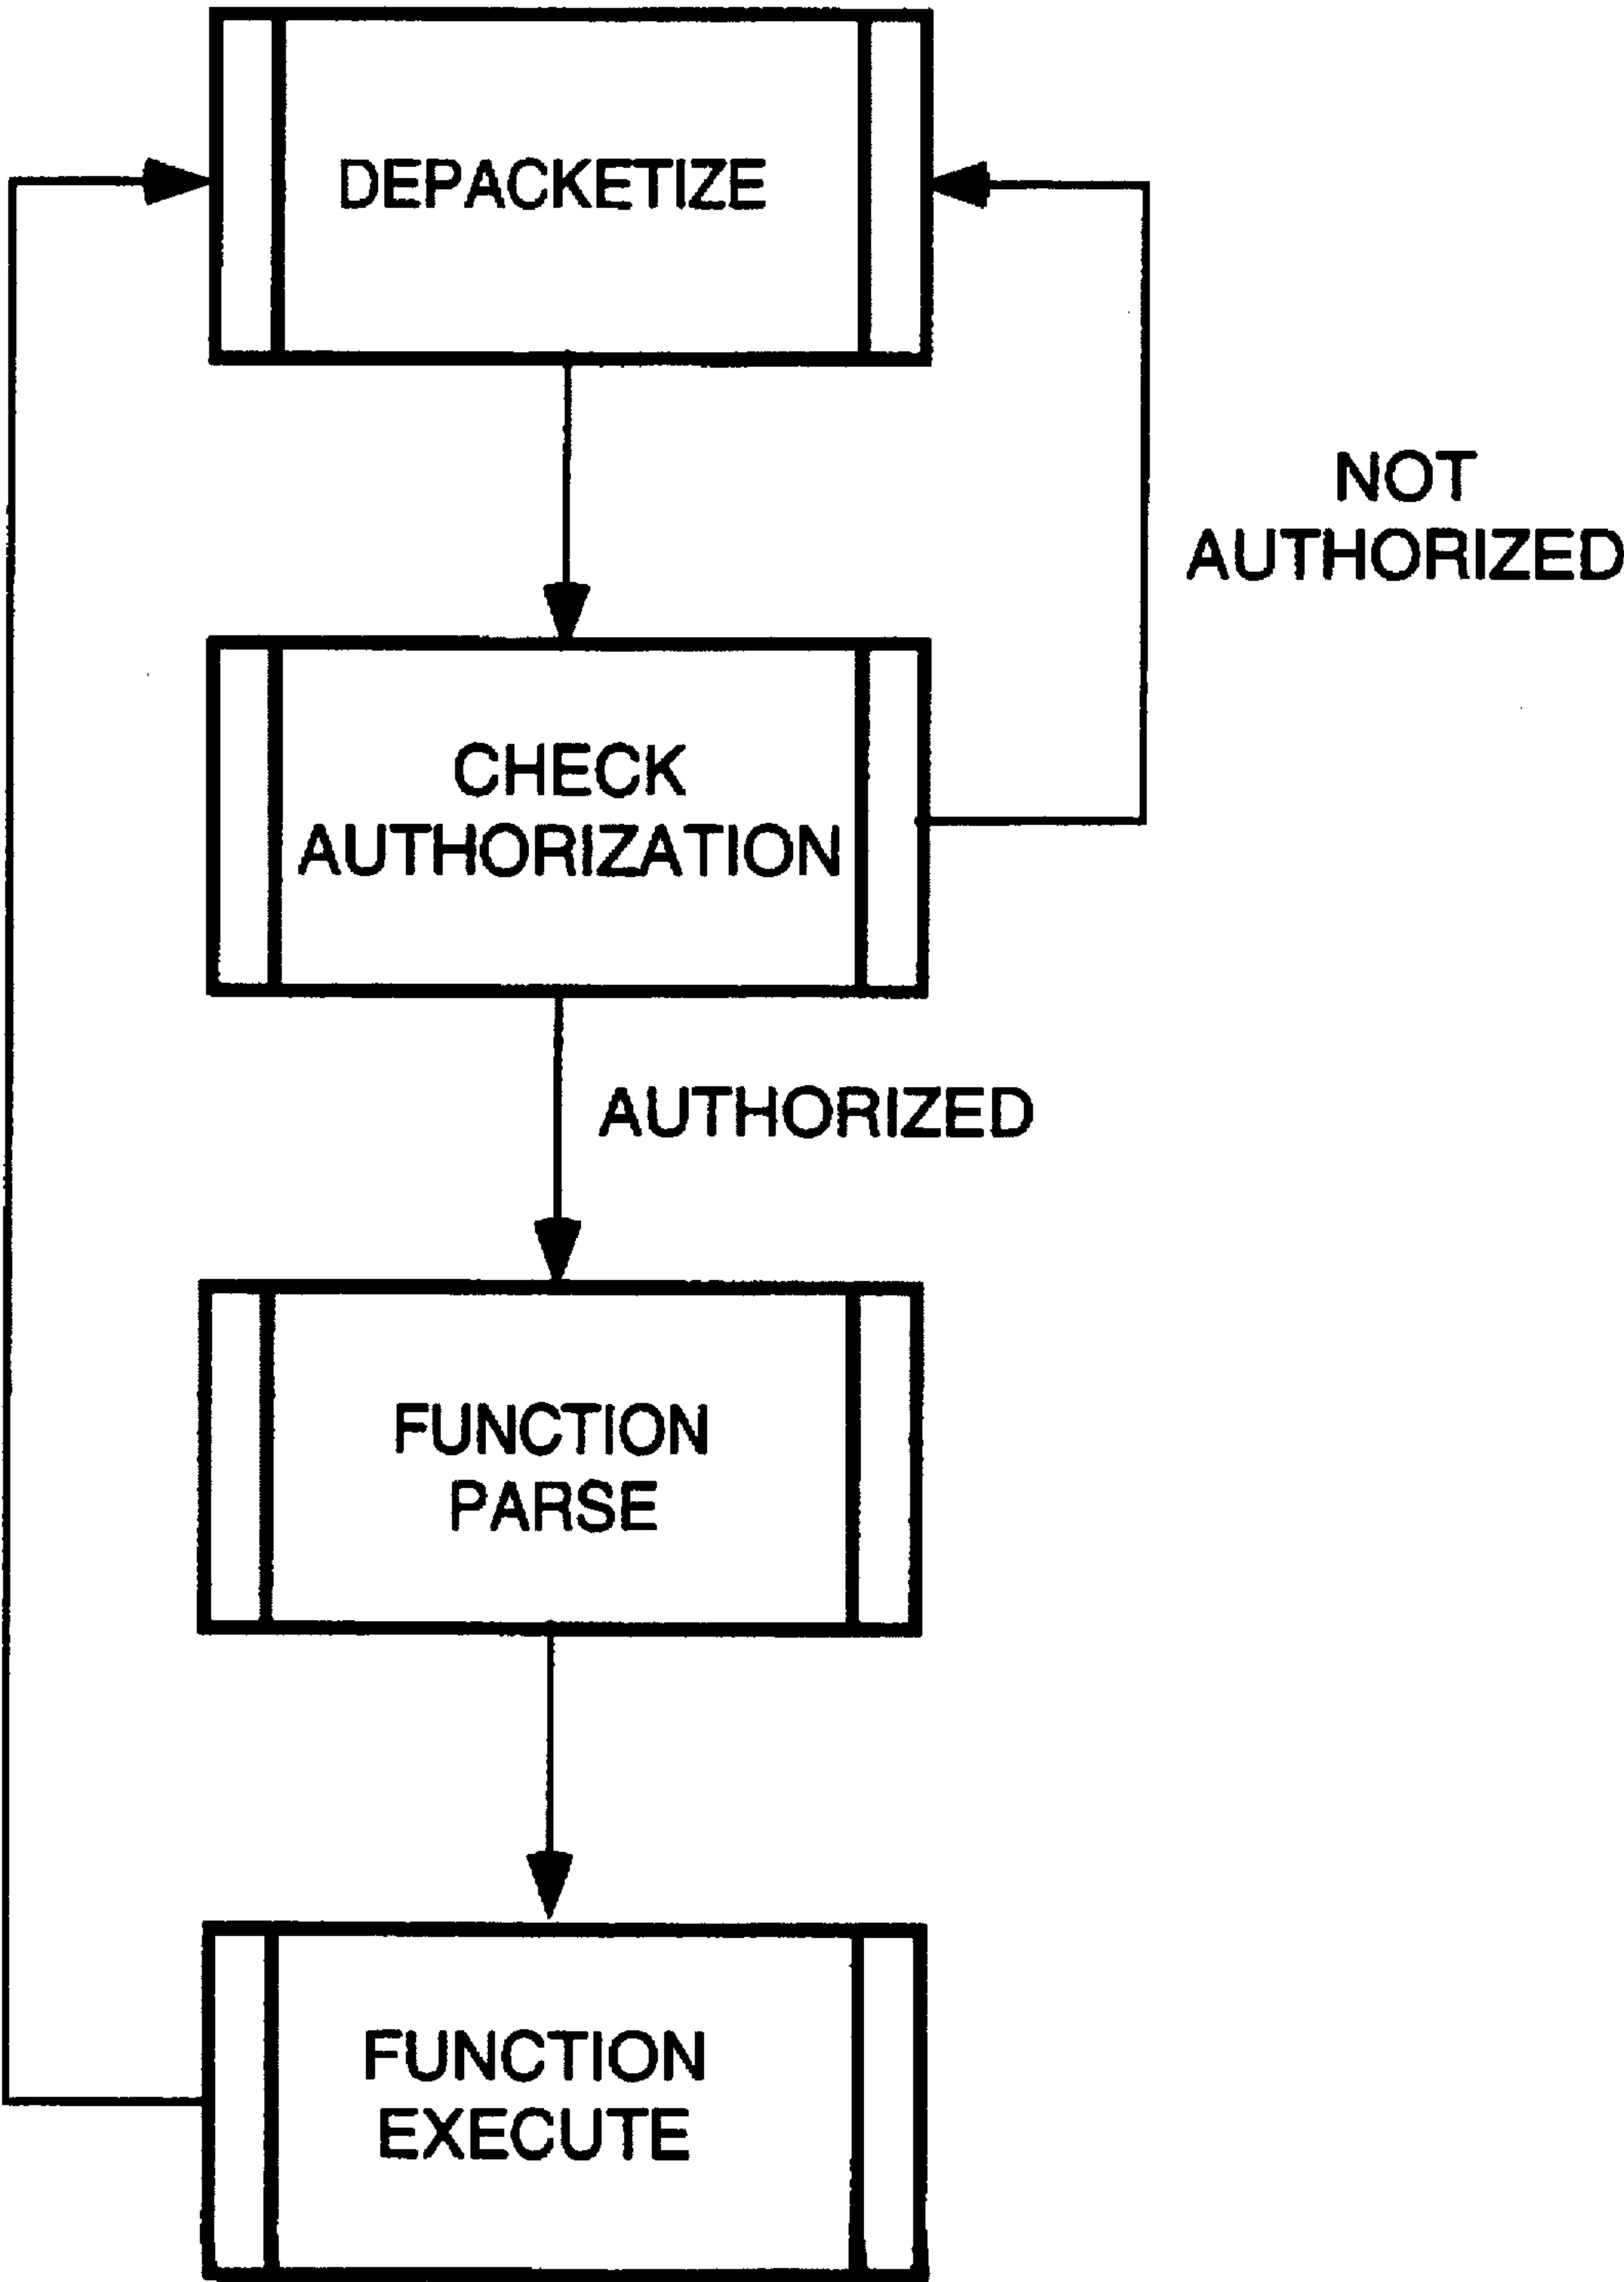 DEPACKETIZE
NOT
AUTHORIZED
CHECK
AUTHORIZATION
AUTHORIZED
FUNCTION
PARSE
FUNCTION
EXECUTE